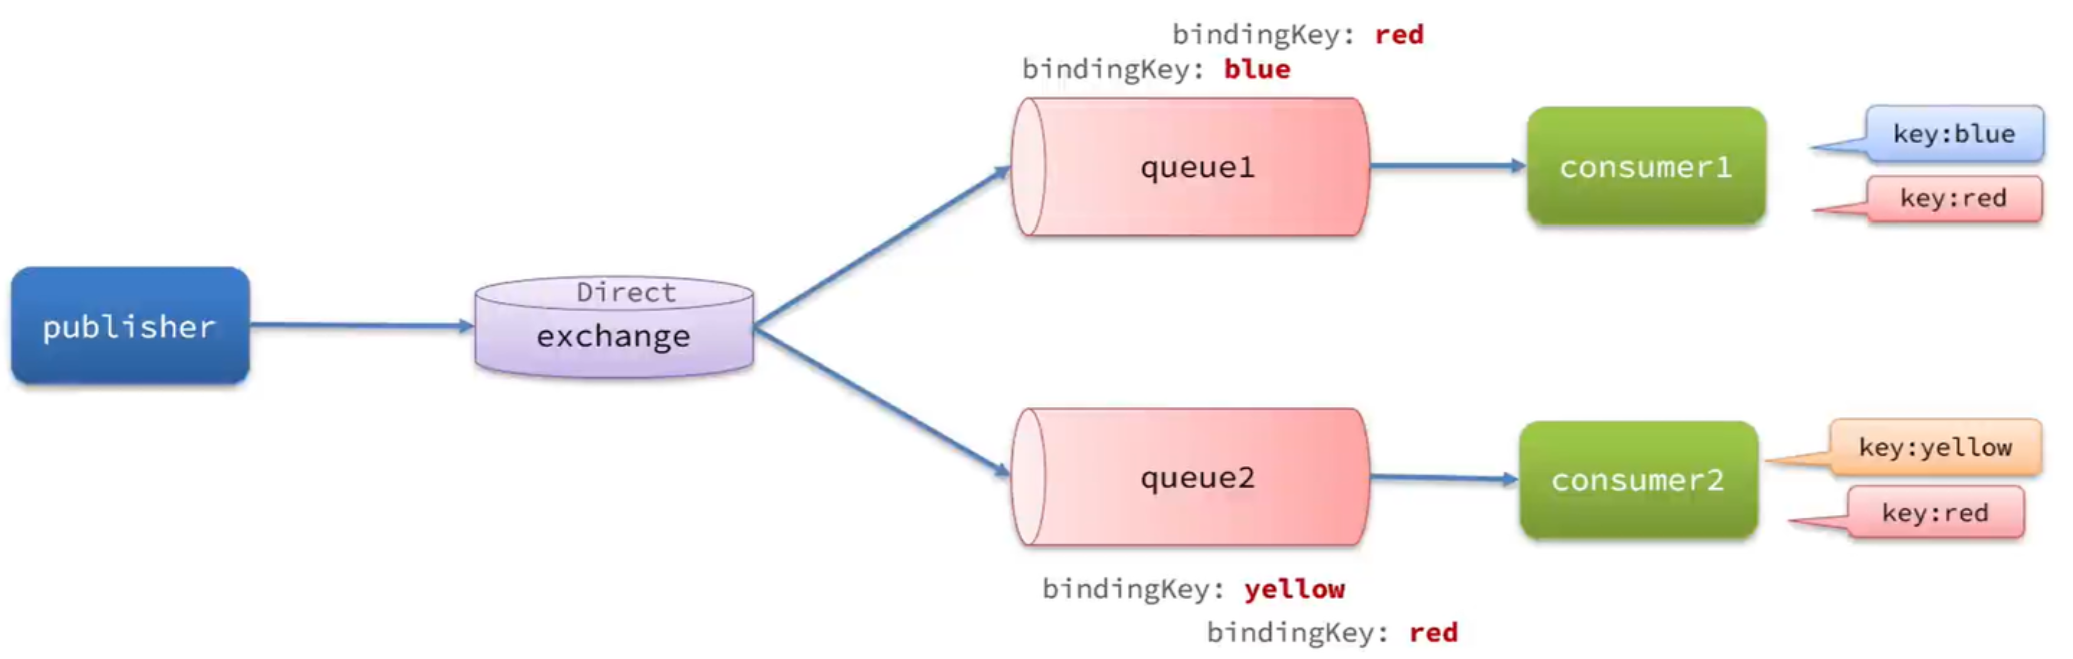 bindingKey: red
bindingKey: blue
queue1
consumer1
key:blue
key:red
publisher
Direct
exchange
queue2
consumer2
key:yellow
key:red
bindingKey: yellow
bindingKey: red